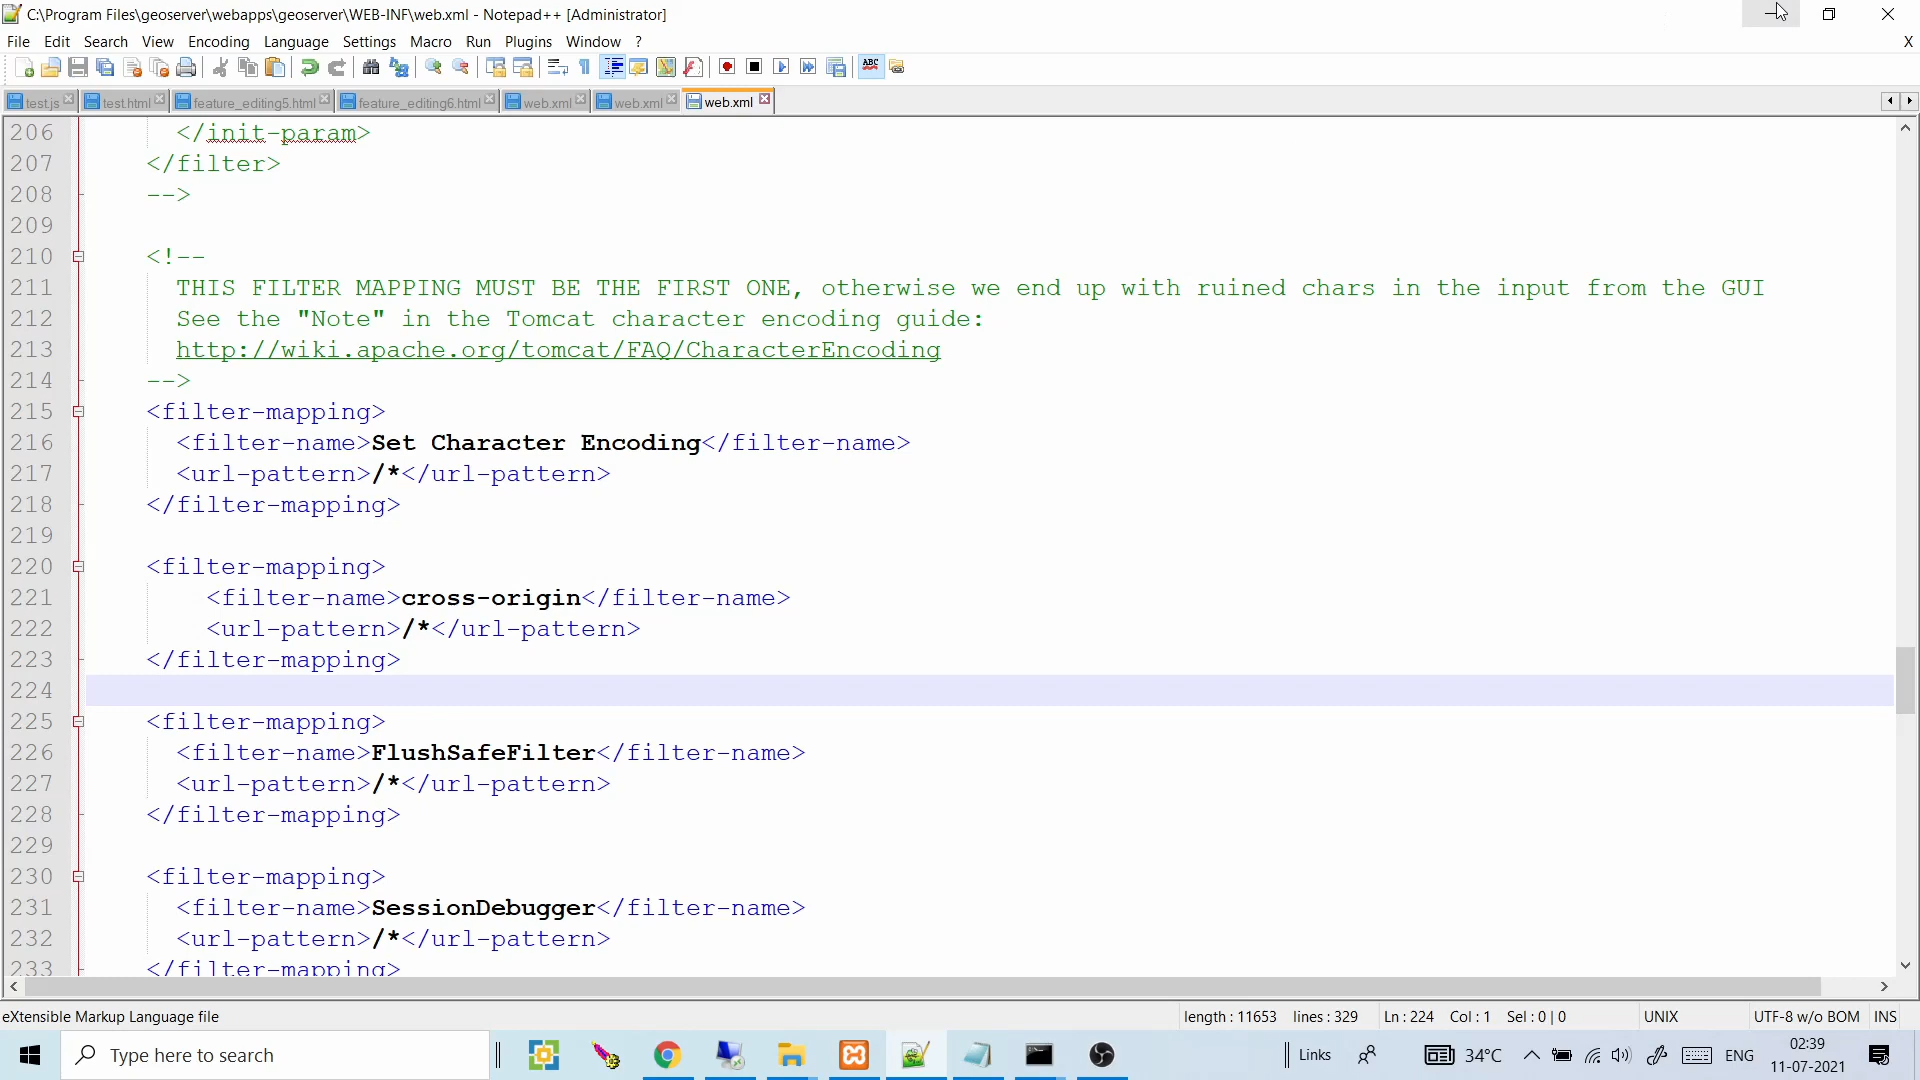 C:\Program Files\geoserver\webapps\geoserver\WEB-INF\web.xml - Notepad++ [Administrator]
File Edit Search View Encoding Language Settings Macro Run Plugins Window ? X
test.js test.html feature_editing5.html feature_editing6.html web.xml web.xml web.xml
206 </init-param>
207 </filter>
208 -->
209
210 <!--
211 THIS FILTER MAPPING MUST BE THE FIRST ONE, otherwise we end up with ruined chars in the input from the GUI
212 See the "Note" in the Tomcat character encoding guide:
213 http://wiki.apache.org/tomcat/FAQ/CharacterEncoding
214 -->
215 <filter-mapping>
216 <filter-name>Set Character Encoding</filter-name>
217 <url-pattern>/*</url-pattern>
218 </filter-mapping>
219
220 <filter-mapping>
221 <filter-name>cross-origin</filter-name>
222 <url-pattern>/*</url-pattern>
223 </filter-mapping>
224
225 <filter-mapping>
226 <filter-name>FlushSafeFilter</filter-name>
227 <url-pattern>/*</url-pattern>
228 </filter-mapping>
229
230 <filter-mapping>
231 <filter-name>SessionDebugger</filter-name>
232 <url-pattern>/*</url-pattern>
233 </filter-mapping>
eXtensible Markup Language file length : 11653 lines : 329 Ln : 224 Col : 1 Sel : 0 | 0 UNIX UTF-8 w/o BOM INS
Type here to search Links 34°C ENG 02:39
11-07-2021